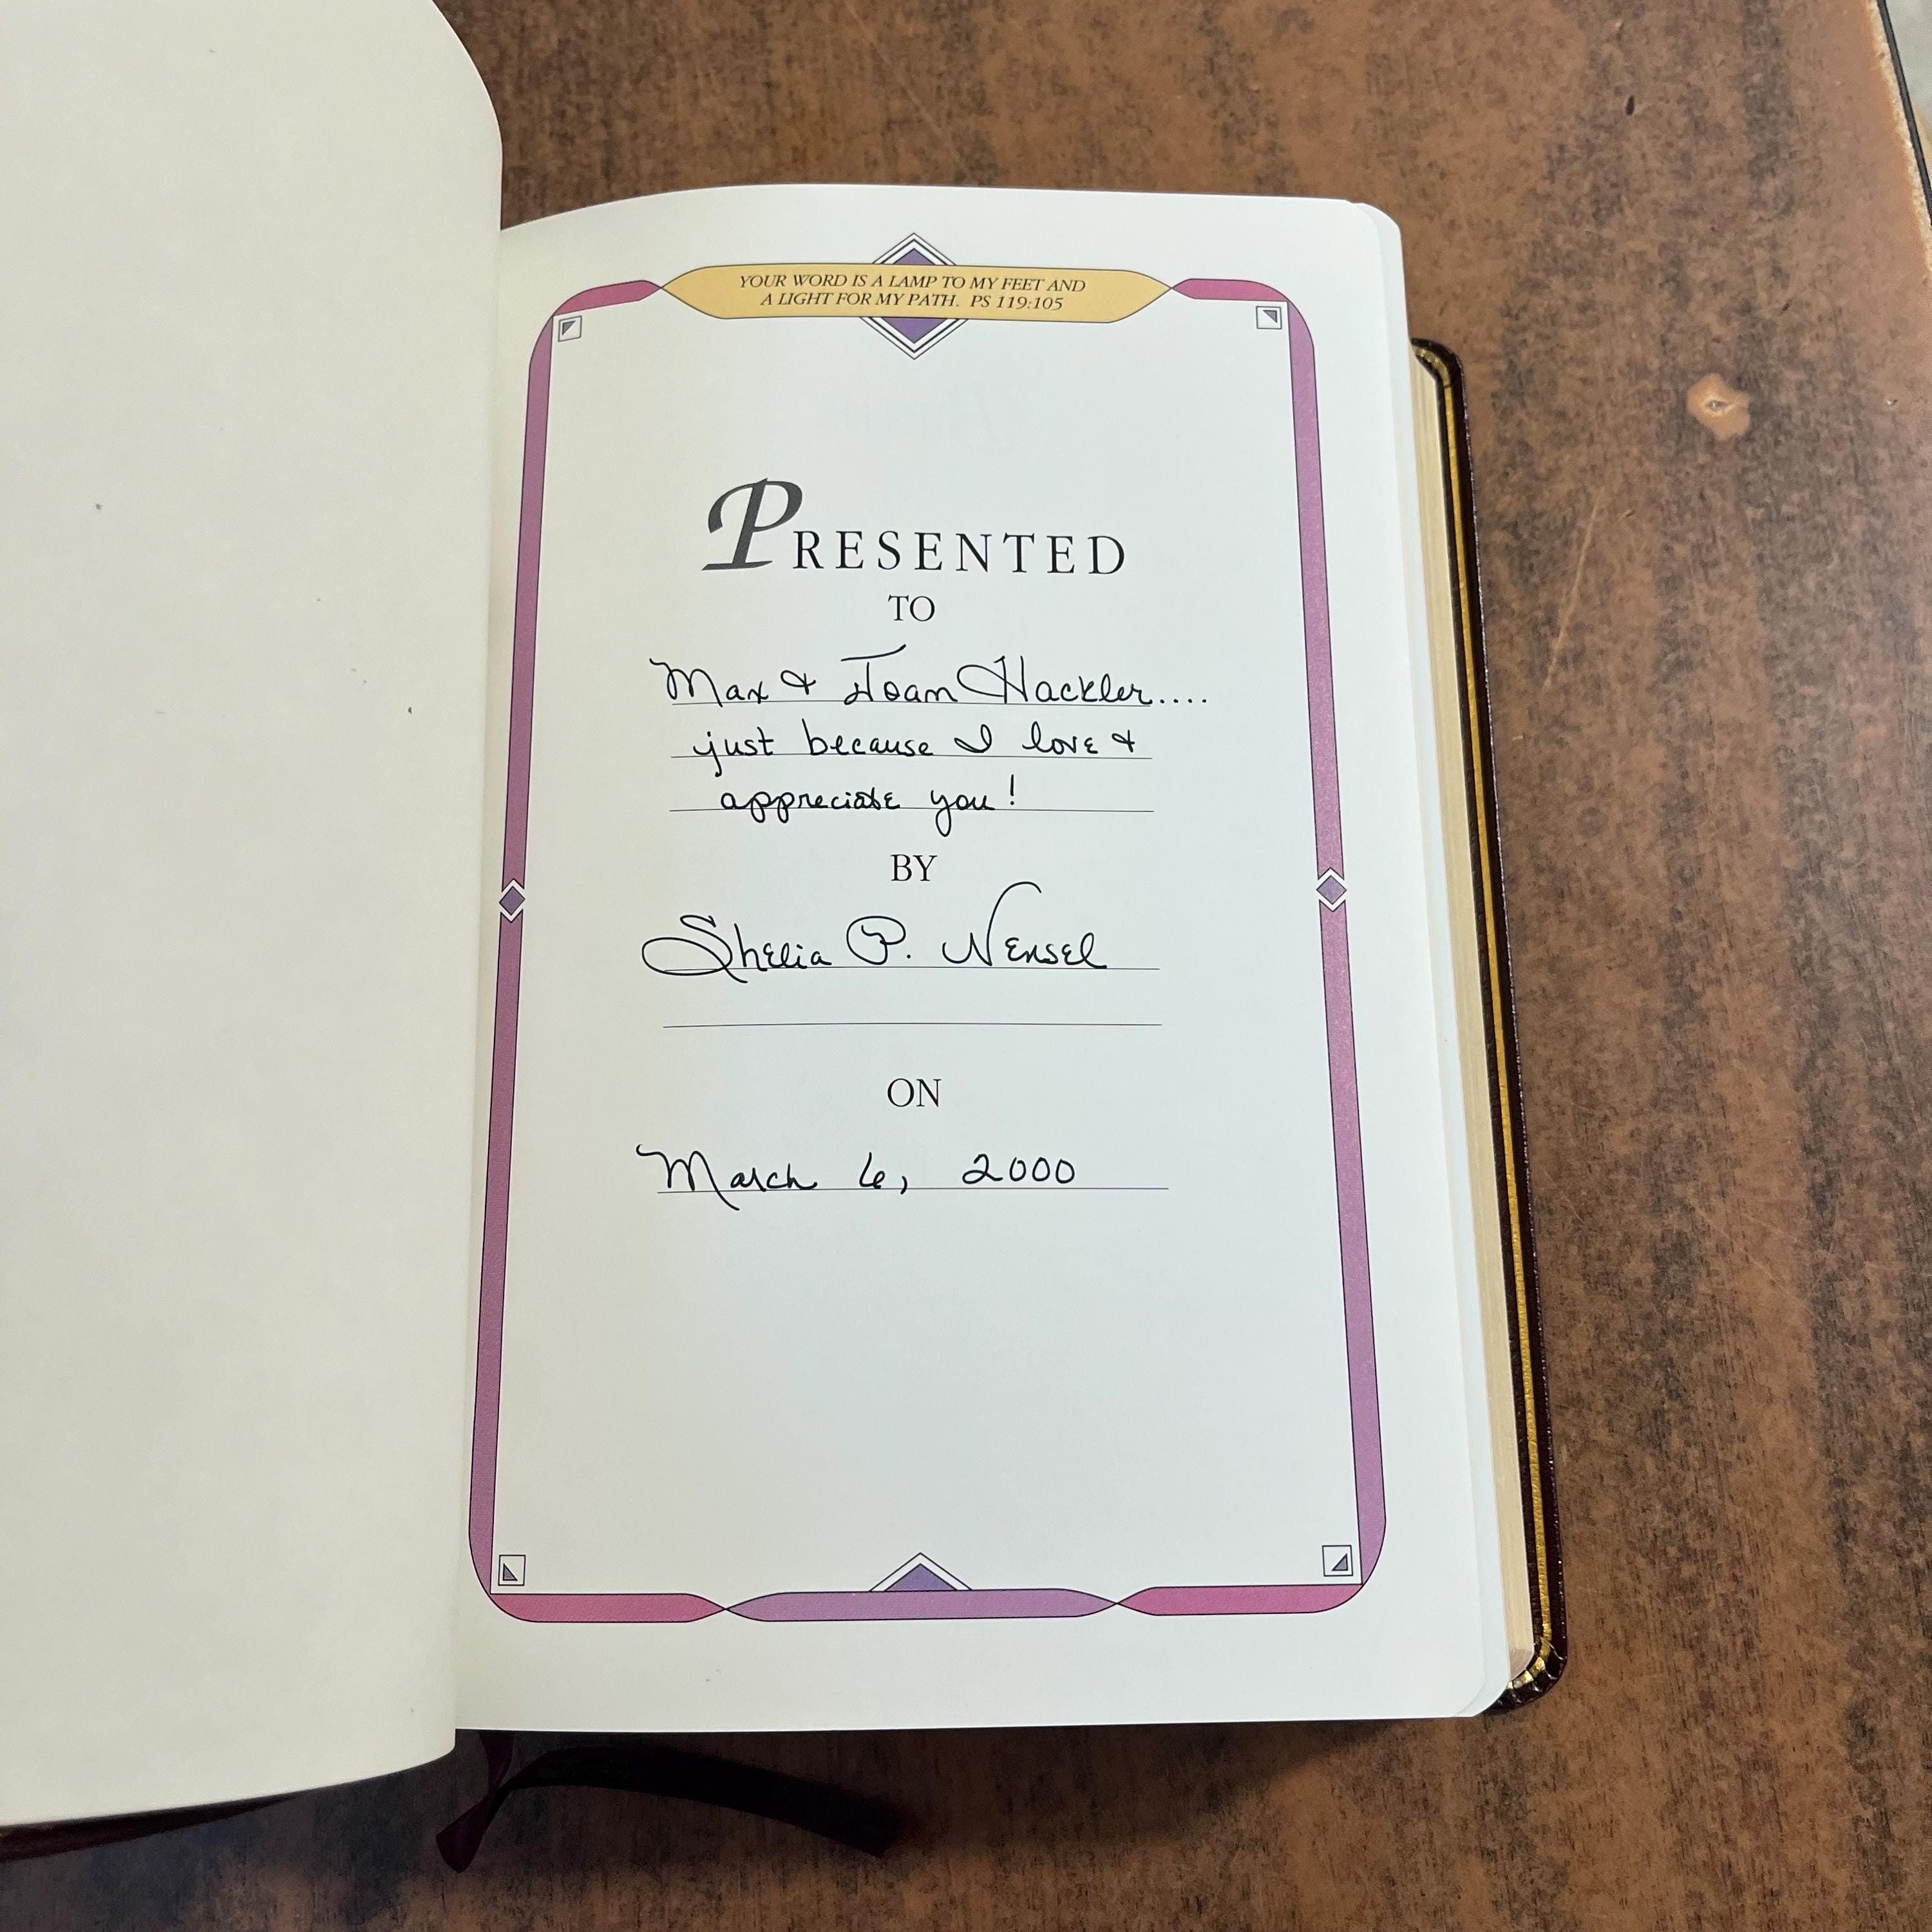 YOUR WORD IS A LAMP TO MY FEET AND
A LIGHT FOR MY PATH. PS 119:105
PRESENTED
TO
Max & Joan Hackler....
just because I love &
appreciate you!
BY
Shelia P. Nensel
ON
March 6, 2000